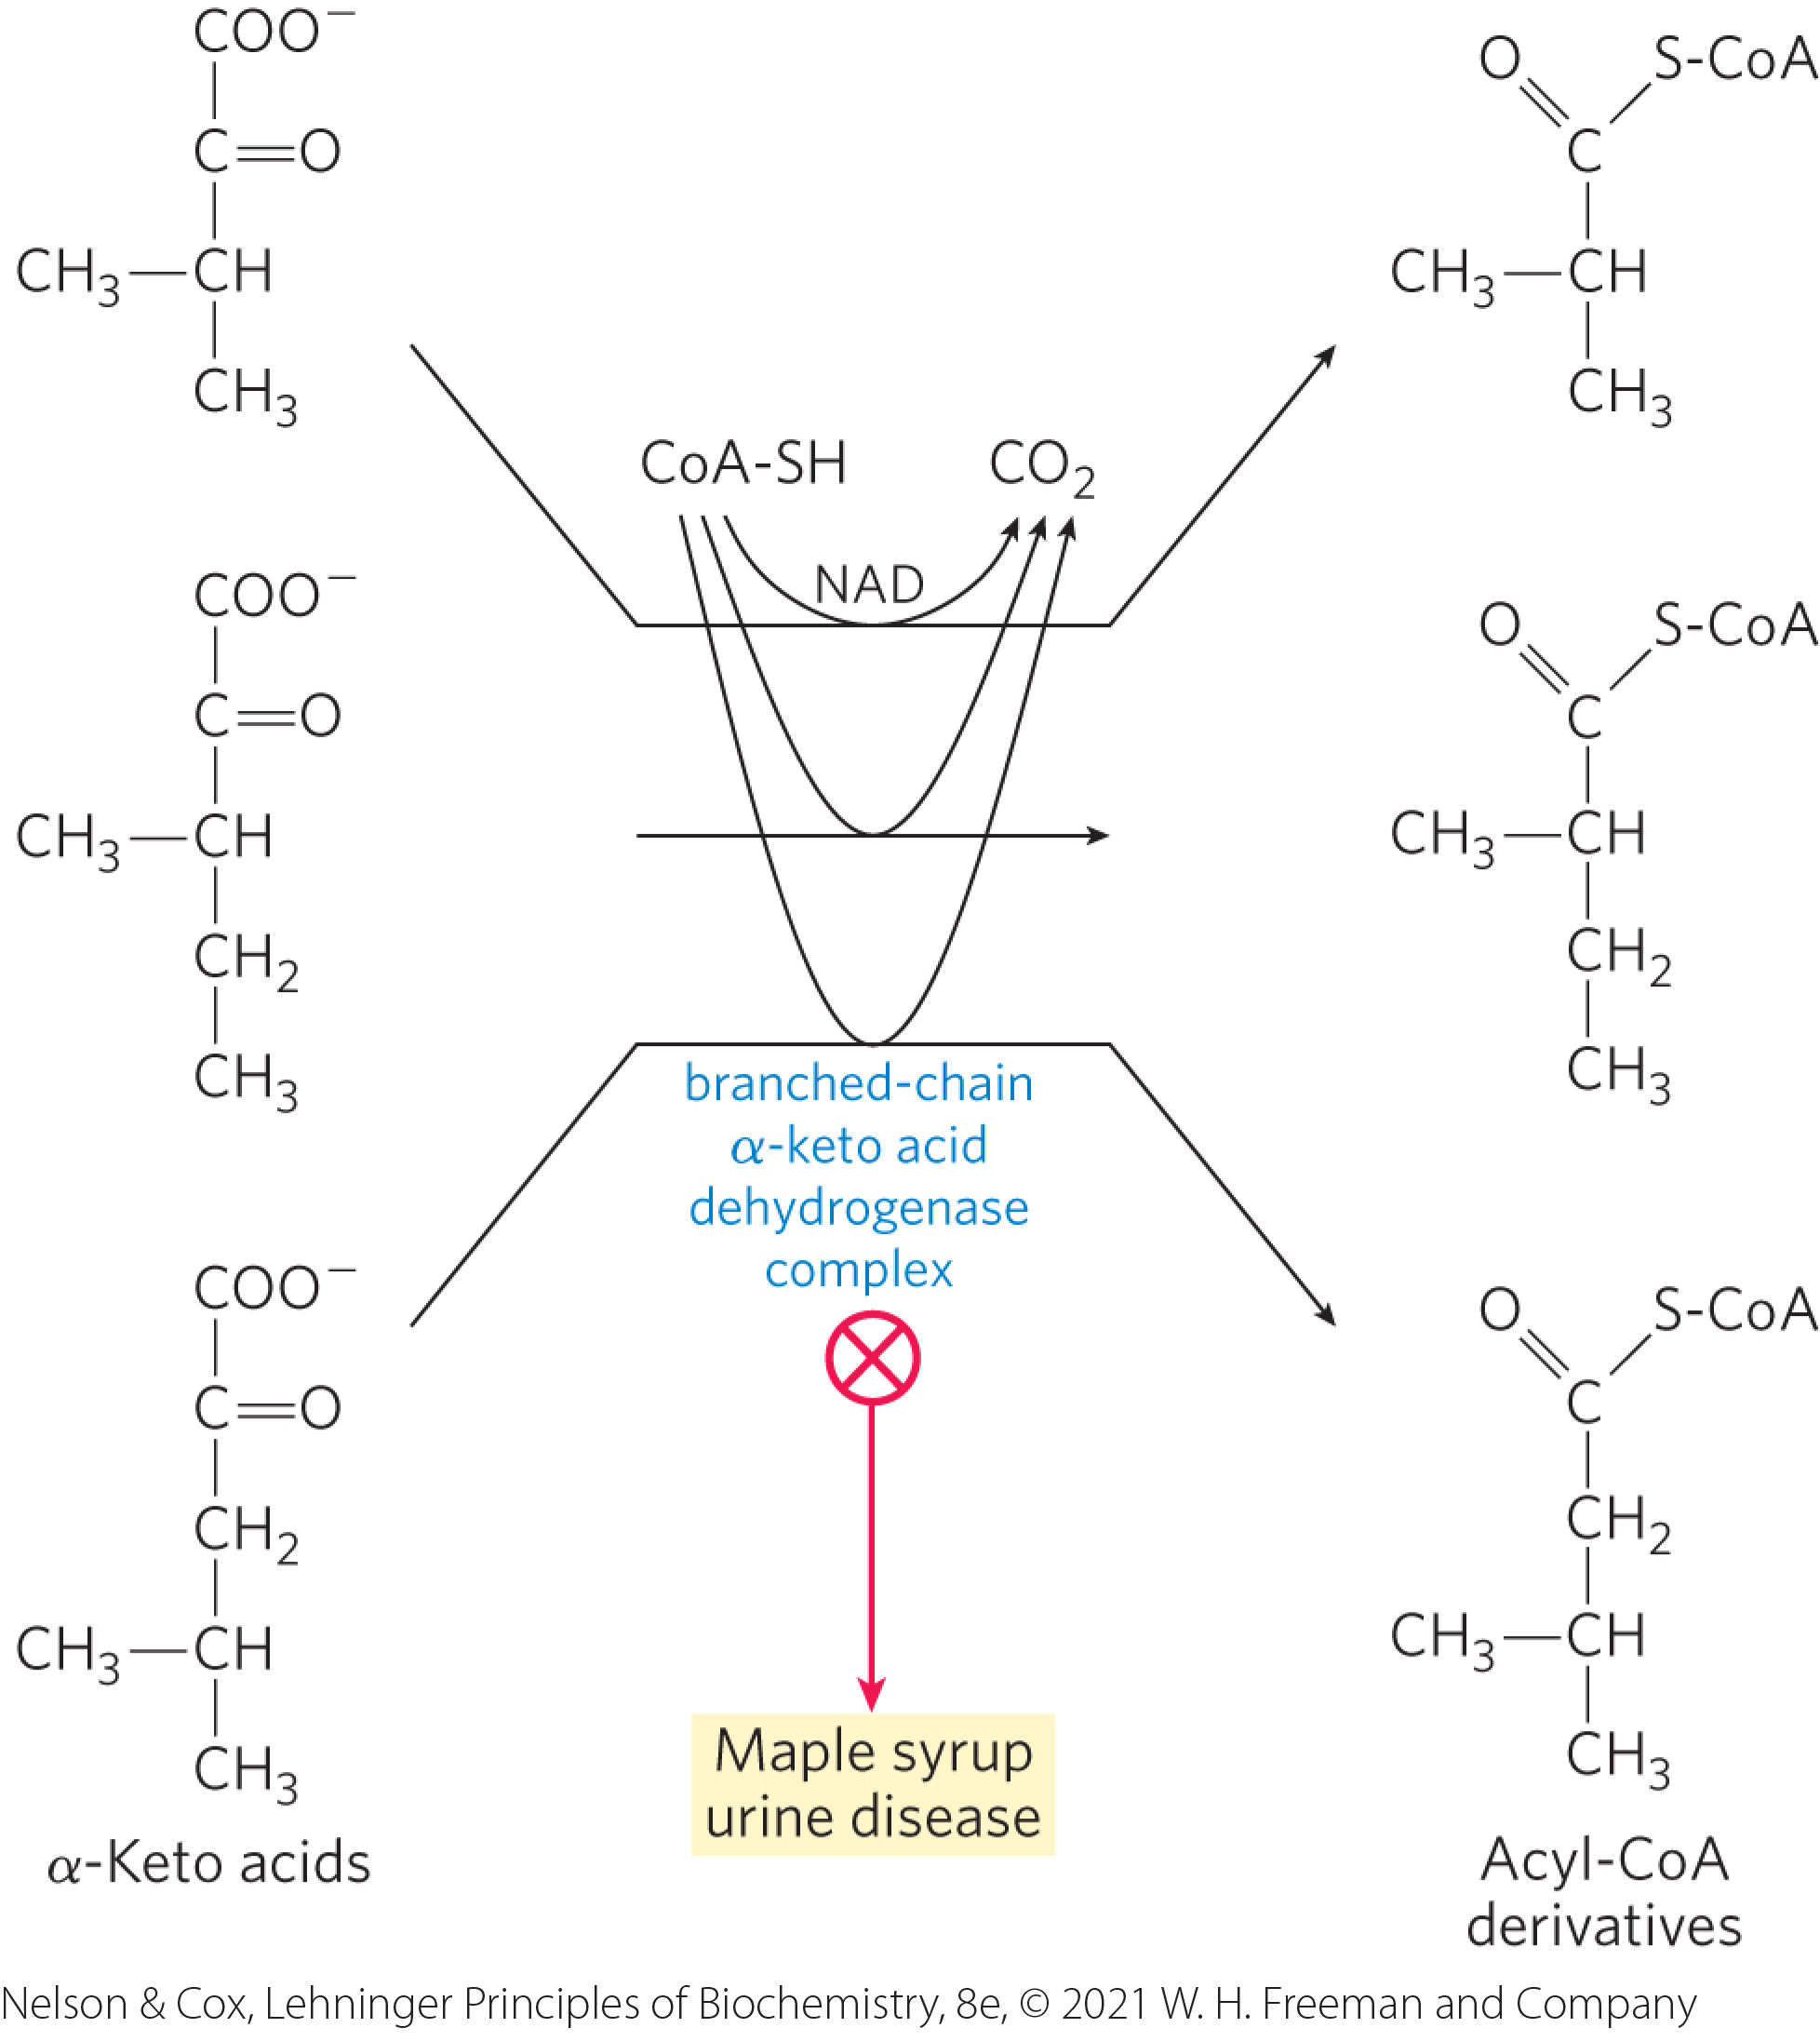 COO⁻
C=O
CH₃—CH
CH₃
COO⁻
C=O
CH₃—CH
CH₂
CH₃
COO⁻
C=O
CH₂
CH₃—CH
CH₃
α-Keto acids
CoA-SH
CO₂
NAD
branched-chain
α-keto acid
dehydrogenase
complex
Maple syrup
urine disease
O S-CoA
C
CH₃—CH
CH₃
O S-CoA
C
CH₃—CH
CH₂
CH₃
O S-CoA
C
CH₂
CH₃—CH
CH₃
Acyl-CoA
derivatives
Nelson & Cox, Lehninger Principles of Biochemistry, 8e, © 2021 W. H. Freeman and Company